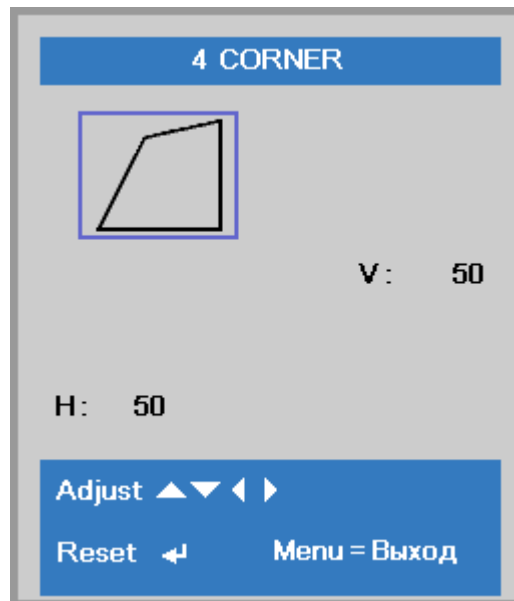 4 CORNER
V: 50
H: 50
Adjust
Reset Menu = Выход